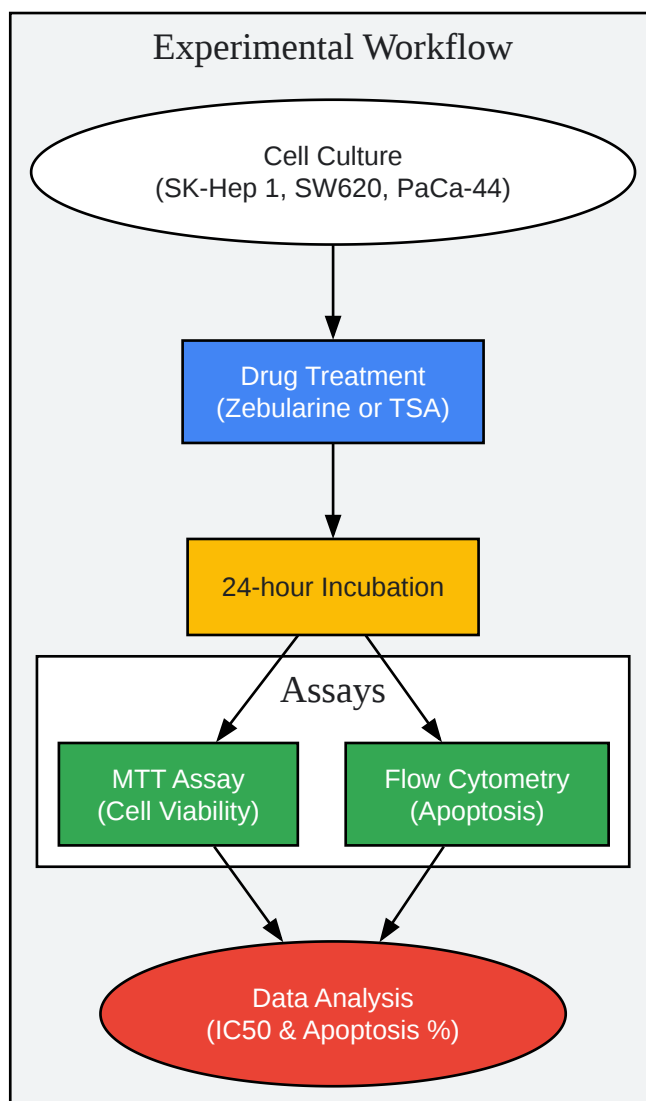 Experimental Workflow
Cell Culture
(SK-Hep 1, SW620, PaCa-44)
Drug Treatment
(Zebularine or TSA)
24-hour Incubation
Assays
MTT Assay
(Cell Viability)
Flow Cytometry
(Apoptosis)
Data Analysis
(IC50 & Apoptosis %)